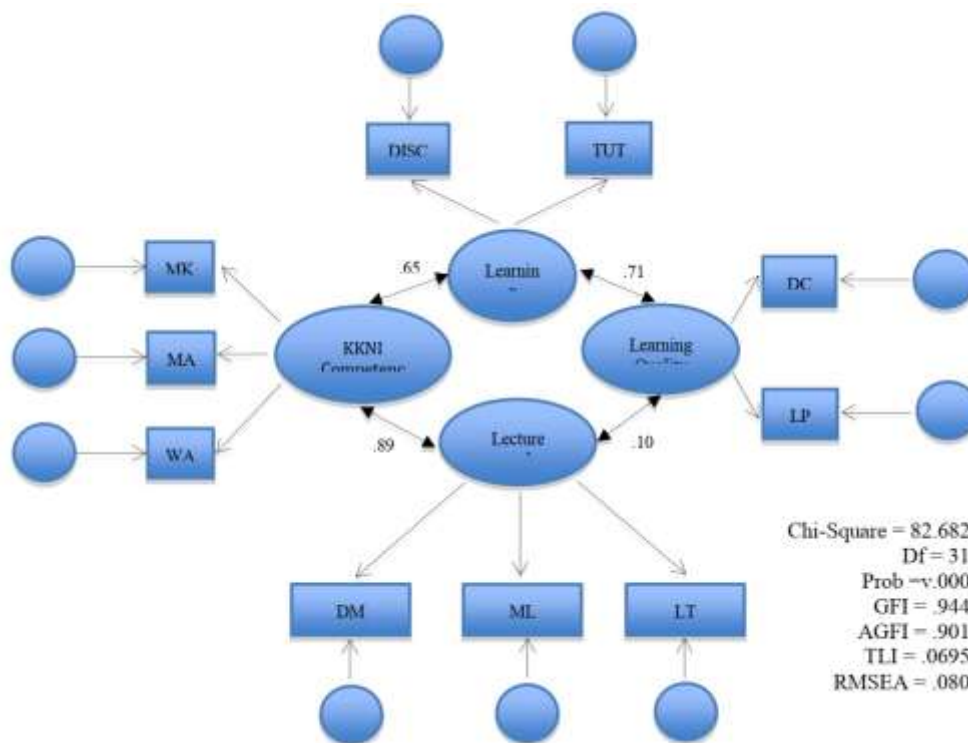 DISC
TUT
Learnin
.65
.71
MK
DC
KKNI
Competenc
Learning
MA
LP
Lecture
.89
.10
WA
Chi-Square = 82.682
Df = 31
Prob =v.000
GFI = .944
AGFI = .901
TLI = .0695
RMSEA = .080
DM
ML
LT